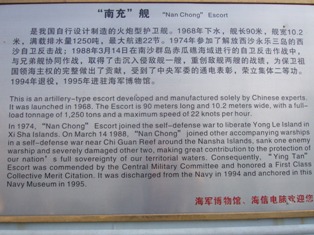 “南充”舰 “Nan Chong” Escort
是我国自行设计制造的火炮型护卫舰。1968年下水，舰长90米，舰宽10.2
米，满载排水量1250吨，最大航速22节。1974年参加了解放西沙永乐三岛的西
沙自卫反击战；1988年3月14日在南沙群岛赤瓜礁海域进行的自卫反击作战中，
与兄弟舰协同作战，取得了击沉入侵敌舰一艘，重创敌舰两艘的战绩，为保卫祖
国领海主权的完整做出了贡献，受到了中央军委的通电表彰，荣立集体二等功。
1994年退役，1995年进驻海军博物馆。
This is an artillery-type escort developed and manufactured solely by Chinese experts.
It was launched in 1968. The Escort is 90 meters long and 10.2 meters wide, with a full-
load tonnage of 1,250 tons and a maximum speed of 22 knots per hour.
In 1974, “Nan Chong” Escort joined the self-defense war to liberate Yong Le Island in
Xi Sha Islands. On March 14 1988, “Nan Chong” joined other accompanying warships
in a self-defense war near Chi Guan Reef around the Nansha Islands, sank one enemy
warship and severely damaged other two, making great contribution to the protection of
our nation’s full sovereignty of our territorial waters. Consequently, “Ying Tan”
Escort was commended by the Central Military Committee and honored a First Class
Collective Merit Citation. It was discharged from the Navy in 1994 and anchored in this
Navy Museum in 1995.
海军博物馆、海信电脑欢迎您